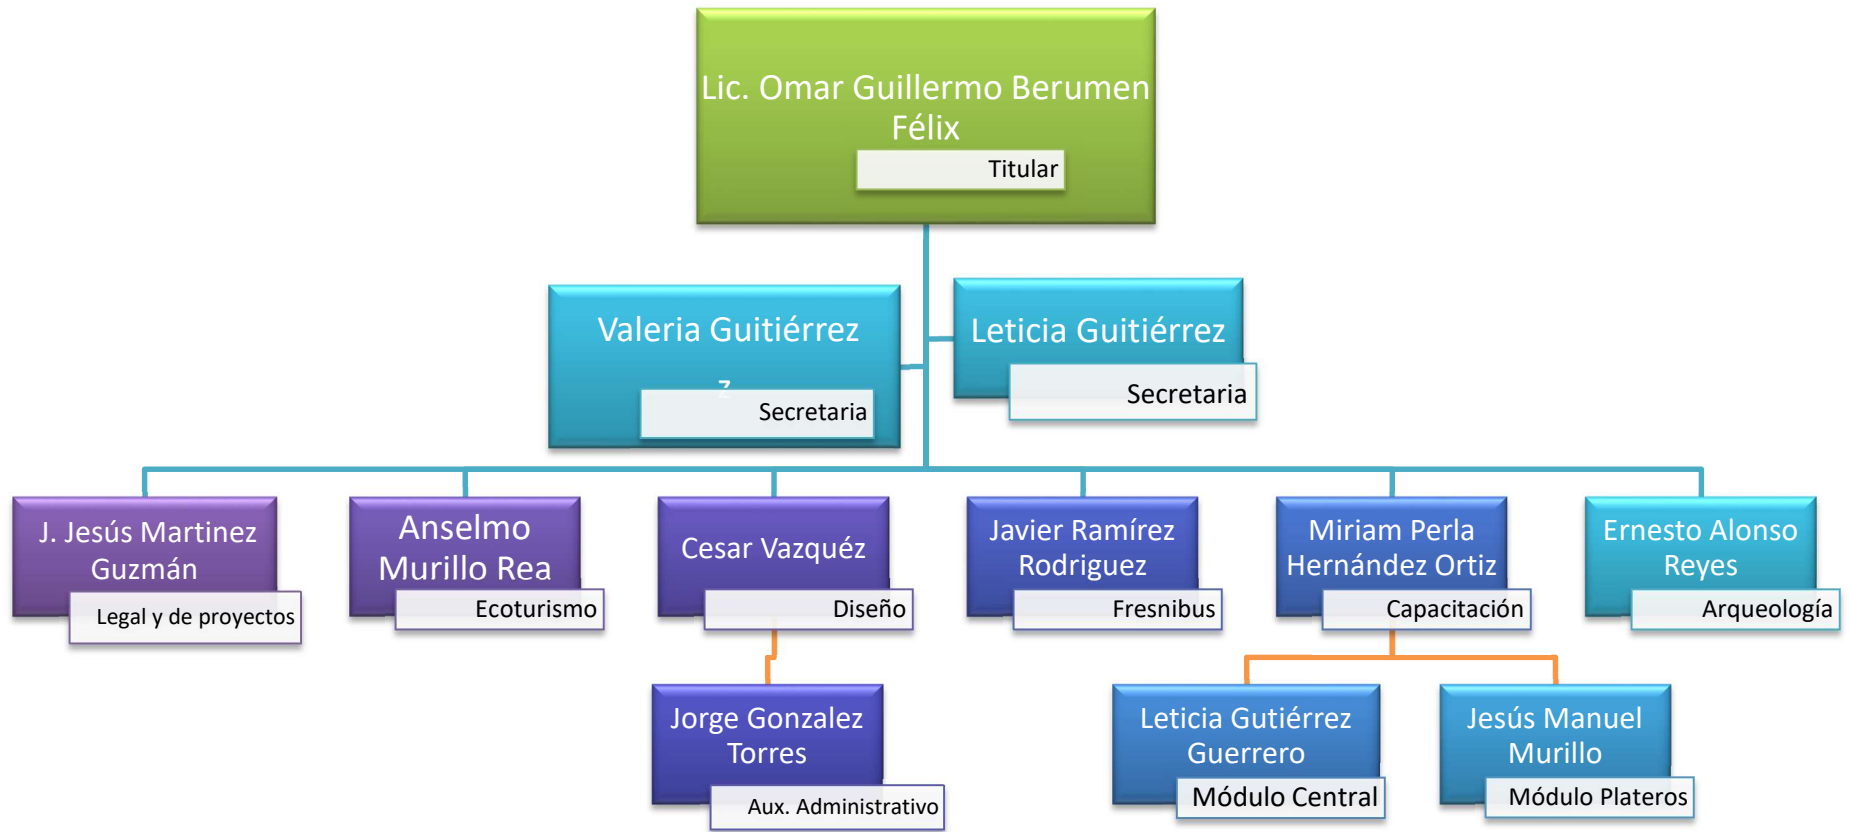 Lic. Omar Guillermo Berumen
Félix
Titular
Valeria Guitiérrez
z
Secretaria
Leticia Guitiérrez
Secretaria
J. Jesús Martinez
Guzmán
Legal y de proyectos
Anselmo
Murillo Rea
Ecoturismo
Cesar Vazquéz
Diseño
Javier Ramírez
Rodriguez
Fresnibus
Miriam Perla
Hernández Ortiz
Capacitación
Ernesto Alonso
Reyes
Arqueología
Jorge Gonzalez
Torres
Aux. Administrativo
Leticia Gutiérrez
Guerrero
Módulo Central
Jesús Manuel
Murillo
Módulo Plateros